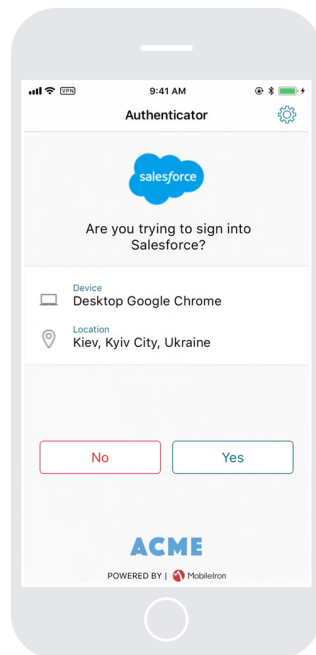 VPN 9:41 AM
Authenticator
salesforce
Are you trying to sign into
Salesforce?
Device
Desktop Google Chrome
Location
Kiev, Kyiv City, Ukraine
No Yes
ACME
POWERED BY | MobileIron